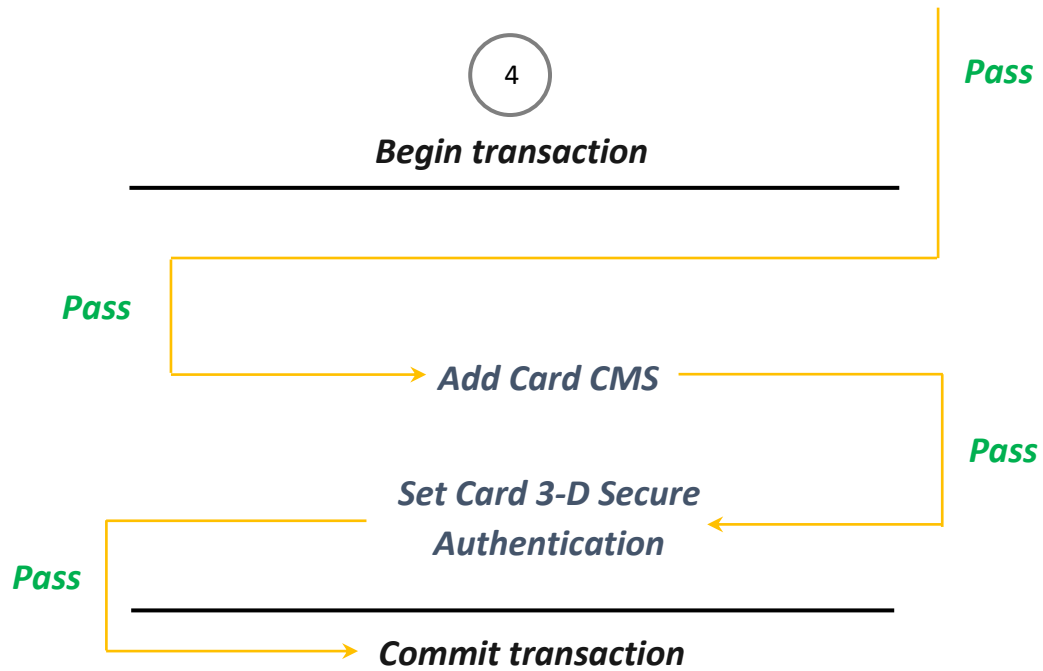 Pass
4
Begin transaction
Pass
Add Card CMS
Pass
Set Card 3-D Secure
Authentication
Pass
Commit transaction